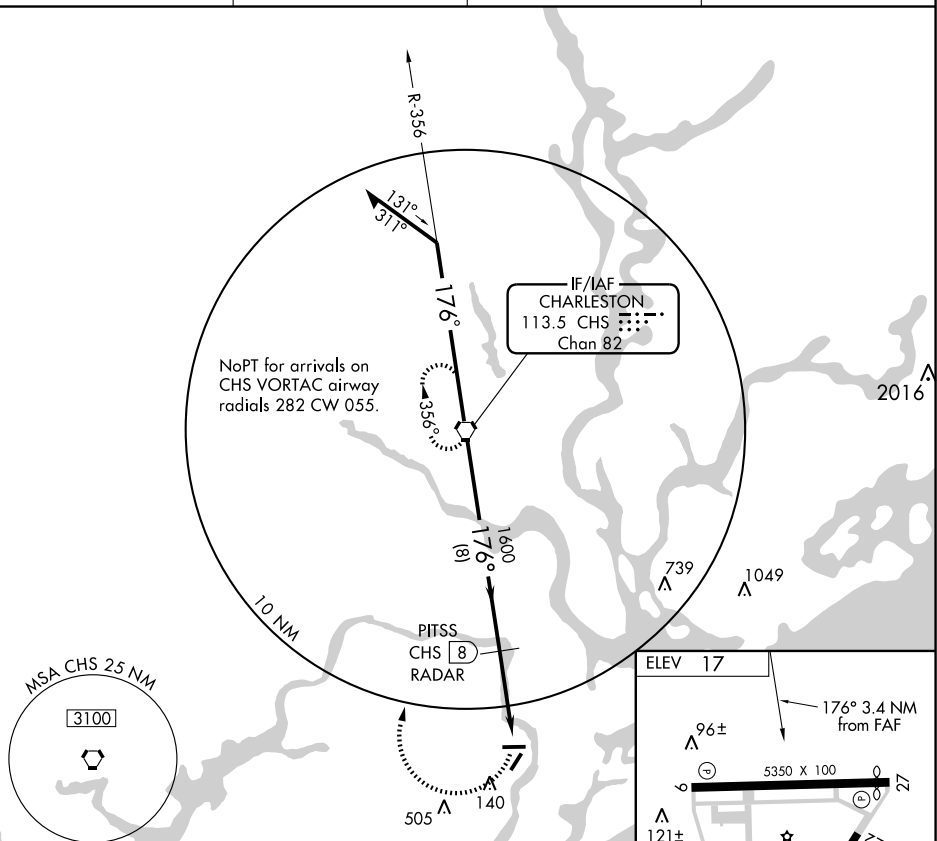 R-356
131°
311°
176°
IF/IAF
CHARLESTON
113.5 CHS
Chan 82
NoPT for arrivals on
CHS VORTAC airway
radials 282 CW 055.
2016
356°
1600
176°
(8)
739
1049
10 NM
PITSS
CHS 8
RADAR
MSA CHS 25 NM
3100
505
140
ELEV 17
176° 3.4 NM
from FAF
96±
P
5350 X 100
9
27
P
121±